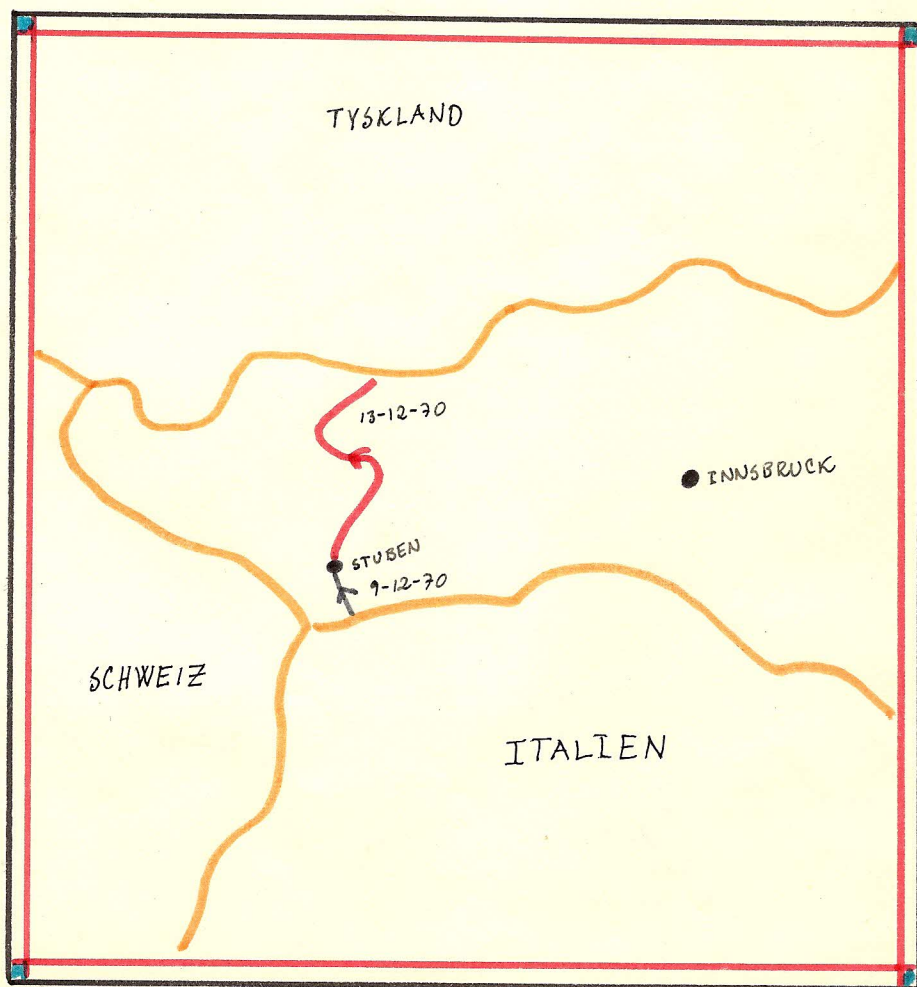 TYSKLAND
13-12-70
INNSBRUCK
STUBEN
9-12-70
SCHWEIZ
ITALIEN